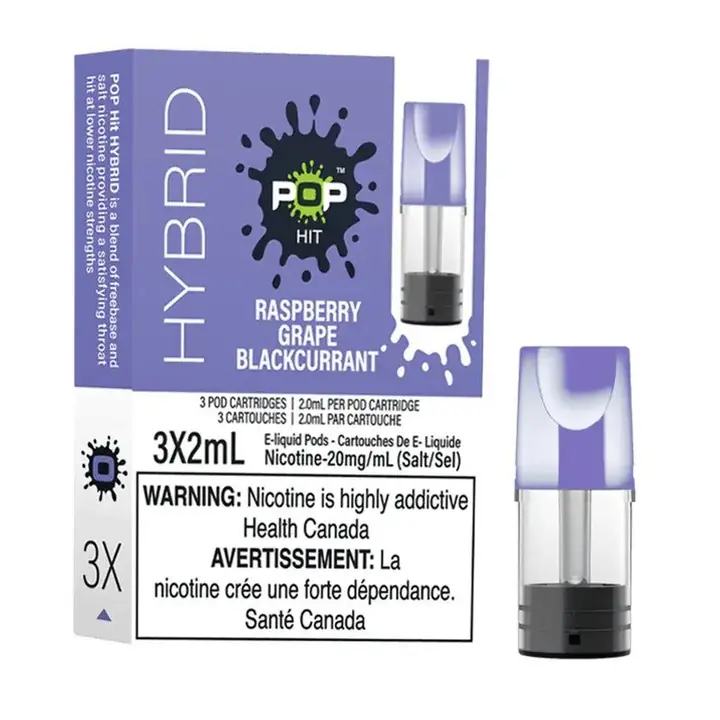 POP Hit HYBRID is a blend of freebase and
salt nicotine providing a satisfying throat
hit at lower nicotine strengths
HYBRID
POP™
HIT
RASPBERRY
GRAPE
BLACKCURRANT
3 POD CARTRIDGES | 2.0mL PER POD CARTRIDGE
3 CARTOUCHES | 2.0mL PAR CARTOUCHE
3X2mL
E-liquid Pods - Cartouches De E- Liquide
Nicotine-20mg/mL (Salt/Sel)
WARNING: Nicotine is highly addictive
Health Canada
AVERTISSEMENT: La
nicotine crée une forte dépendance.
Santé Canada
3X